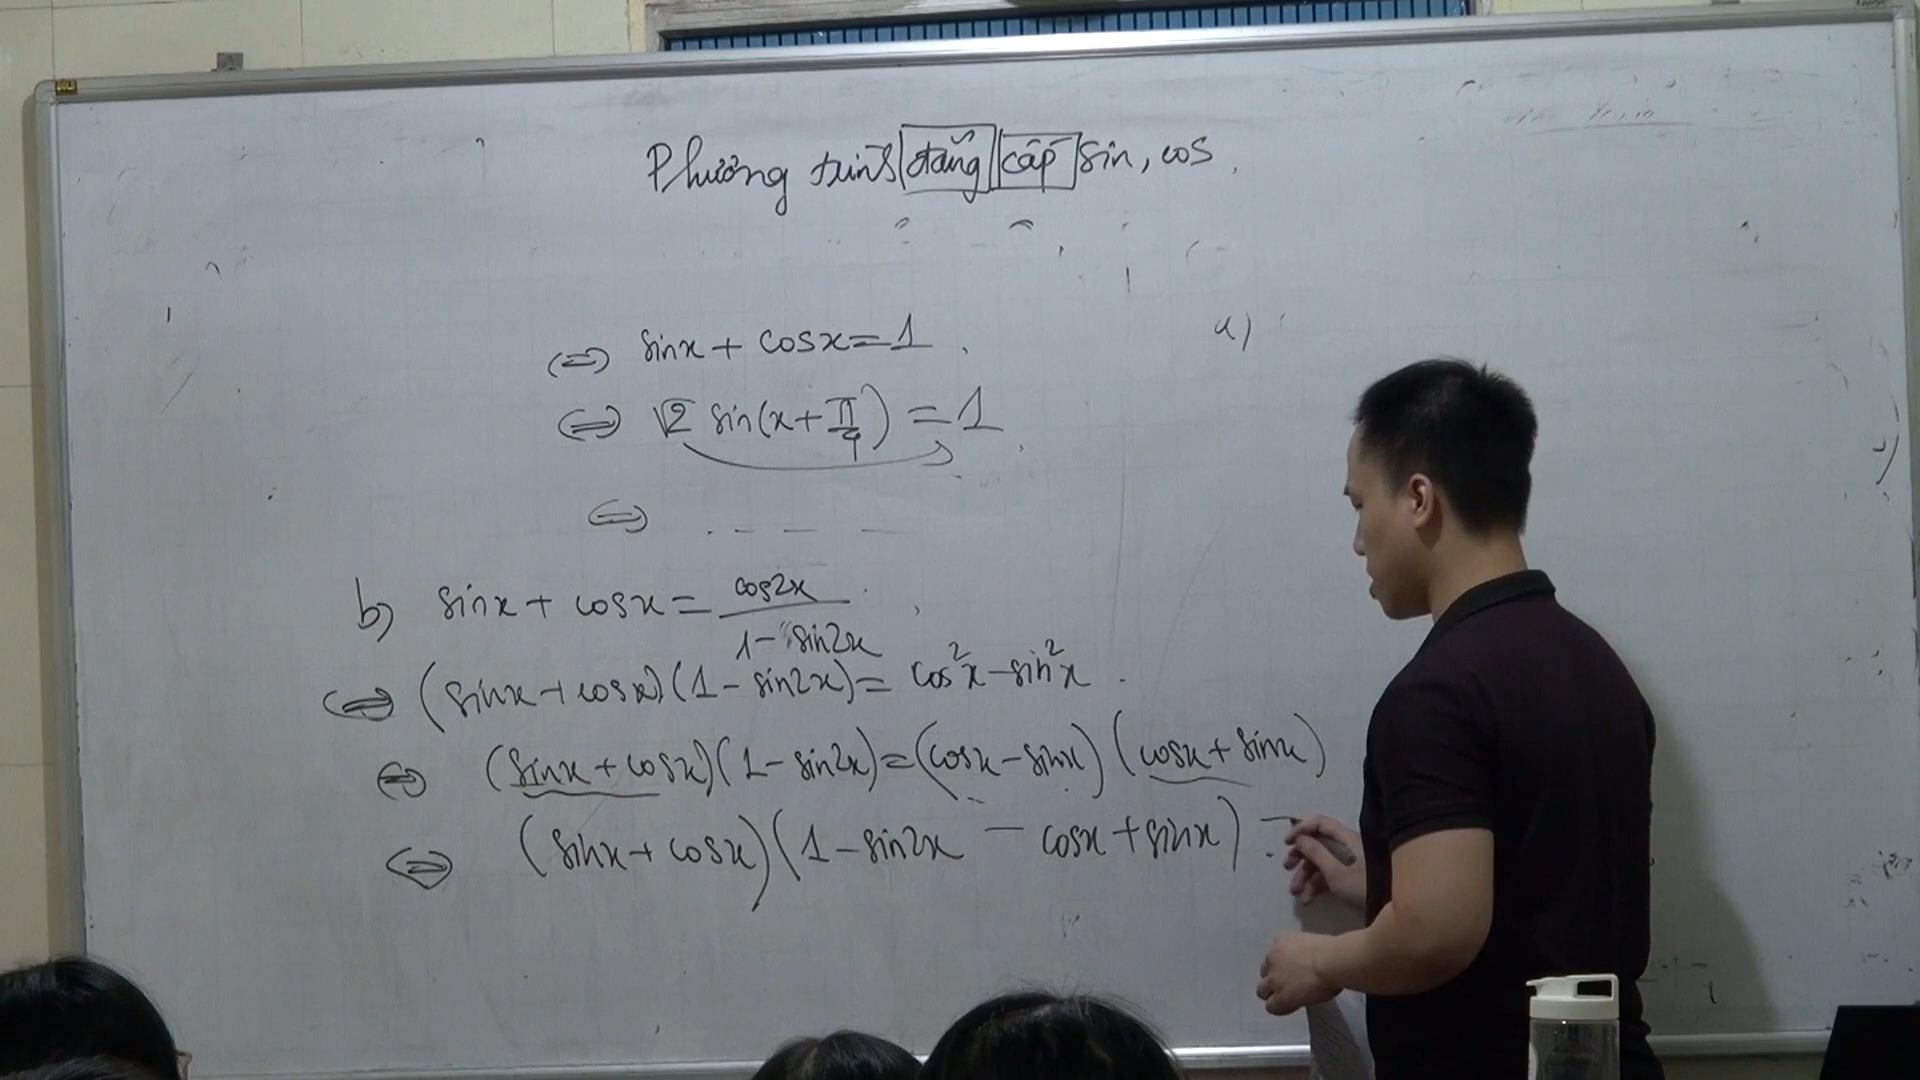 Phương trình đẳng cấp sin, cos.
⇔ sinx + cosx = 1
a)
⇔ √2 sin(x + π/4) = 1
⇔ . - - -
b) sinx + cosx = cos2x / (1 - sin2x)
⇔ (sinx + cosx)(1 - sin2x) = cos²x - sin²x
⇔ (sinx + cosx)(1 - sin2x) = (cosx - sinx)(cosx + sinx)
⇔ (sinx + cosx)(1 - sin2x - cosx + sinx) =